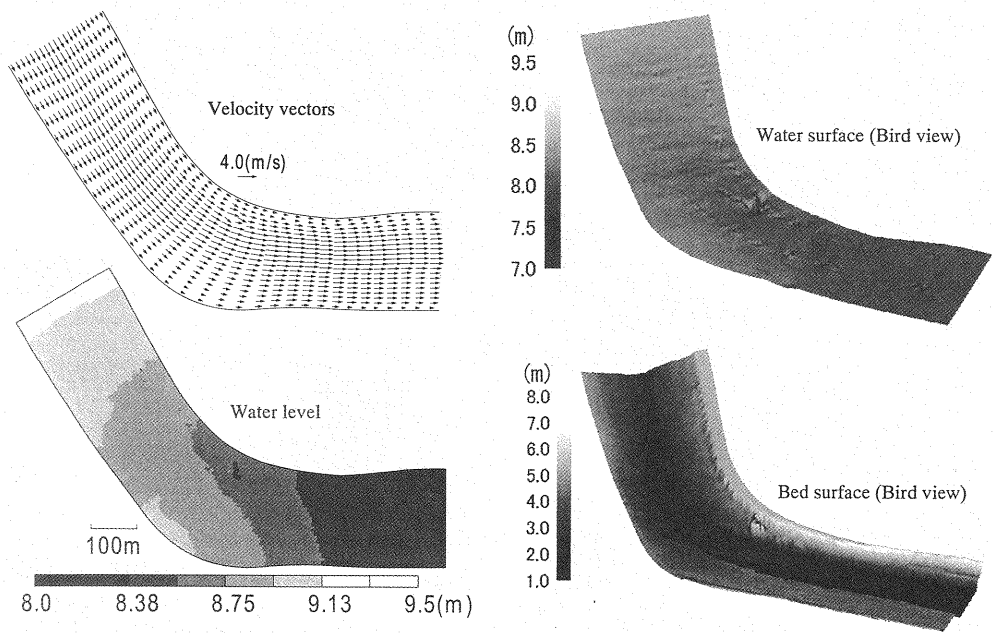 Velocity vectors
4.0(m/s)
Water level
100m
8.0 8.38 8.75 9.13 9.5(m)
(m)
9.5
9.0
8.5
8.0
7.5
7.0
Water surface (Bird view)
(m)
8.0
7.0
6.0
5.0
4.0
3.0
2.0
1.0
Bed surface (Bird view)